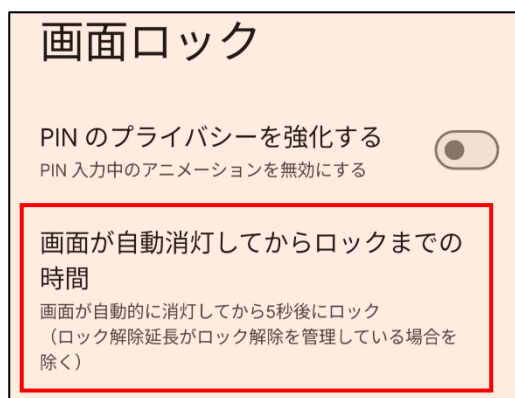 画面ロック
PIN のプライバシーを強化する
PIN 入力中のアニメーションを無効にする
画面が自動消灯してからロックまでの
時間
画面が自動的に消灯してから5秒後にロック
（ロック解除延長がロック解除を管理している場合を
除く）